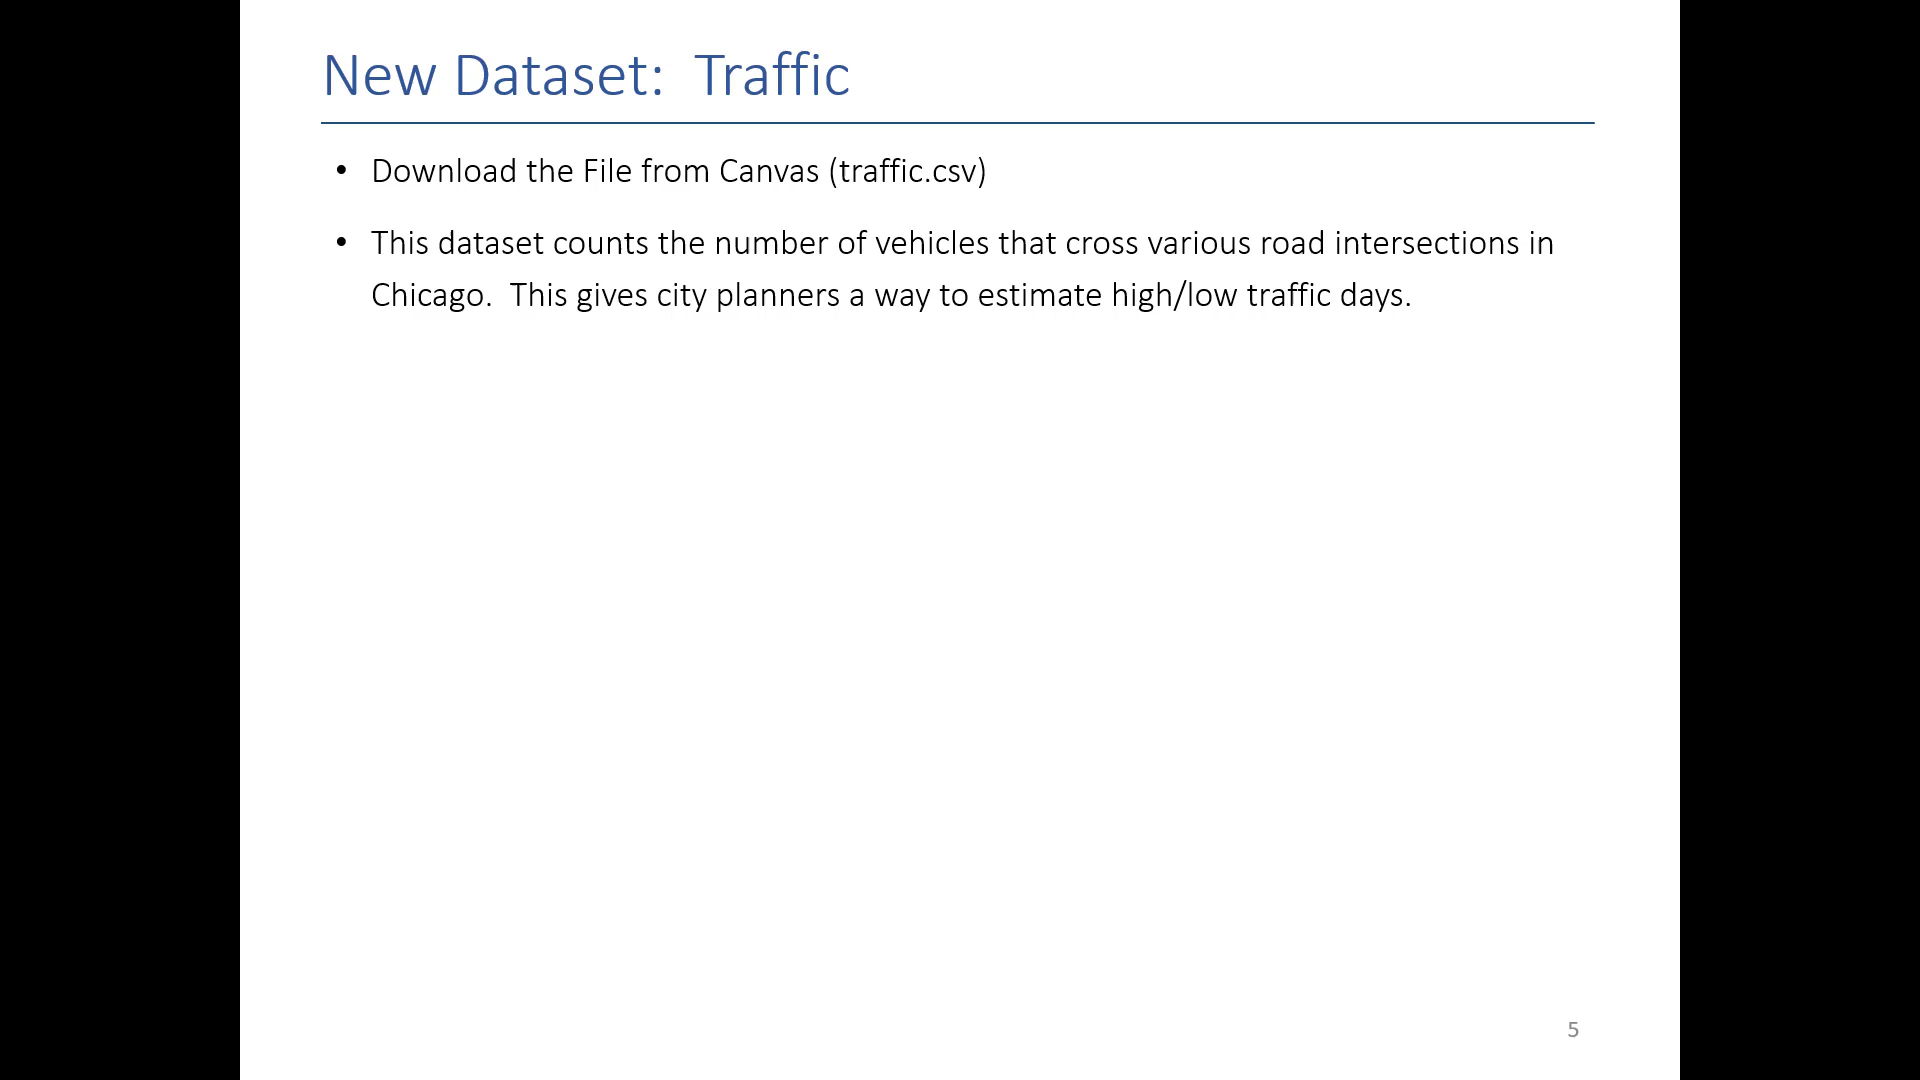 New Dataset:  Traffic
• Download the File from Canvas (traffic.csv)
• This dataset counts the number of vehicles that cross various road intersections in
Chicago.  This gives city planners a way to estimate high/low traffic days.
5